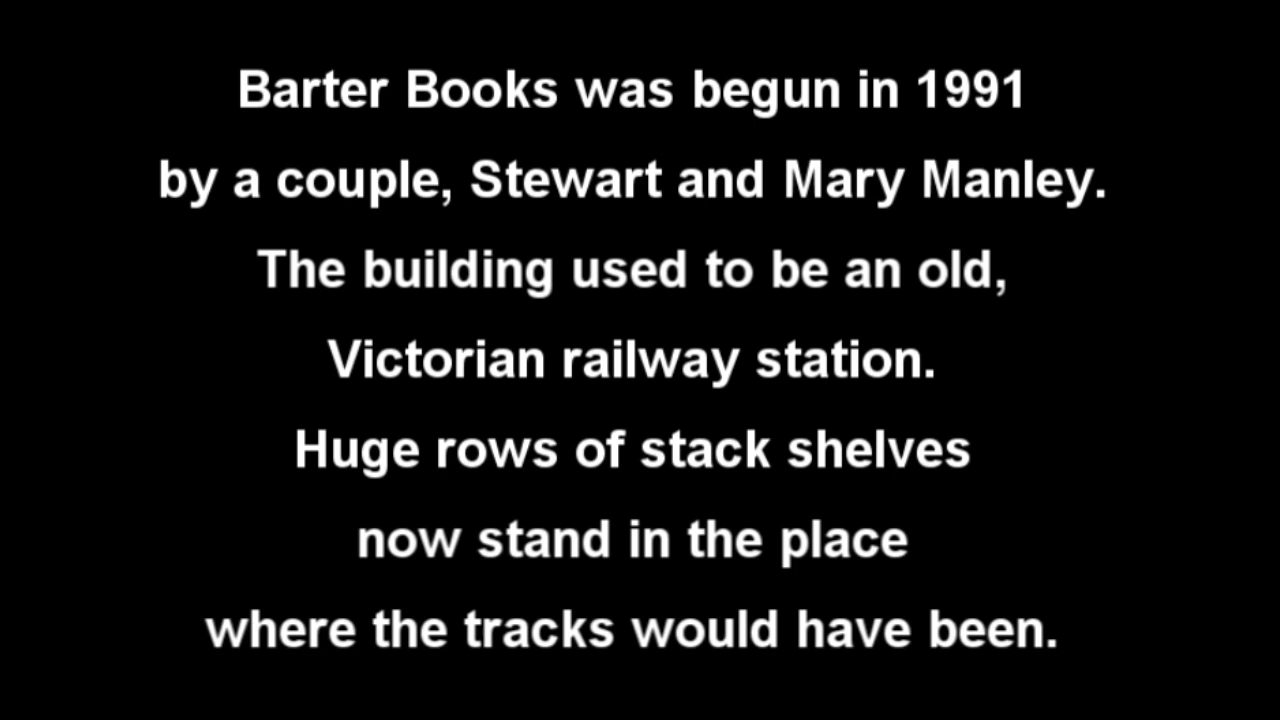 Barter Books was begun in 1991
by a couple, Stewart and Mary Manley.
The building used to be an old,
Victorian railway station.
Huge rows of stack shelves
now stand in the place
where the tracks would have been.